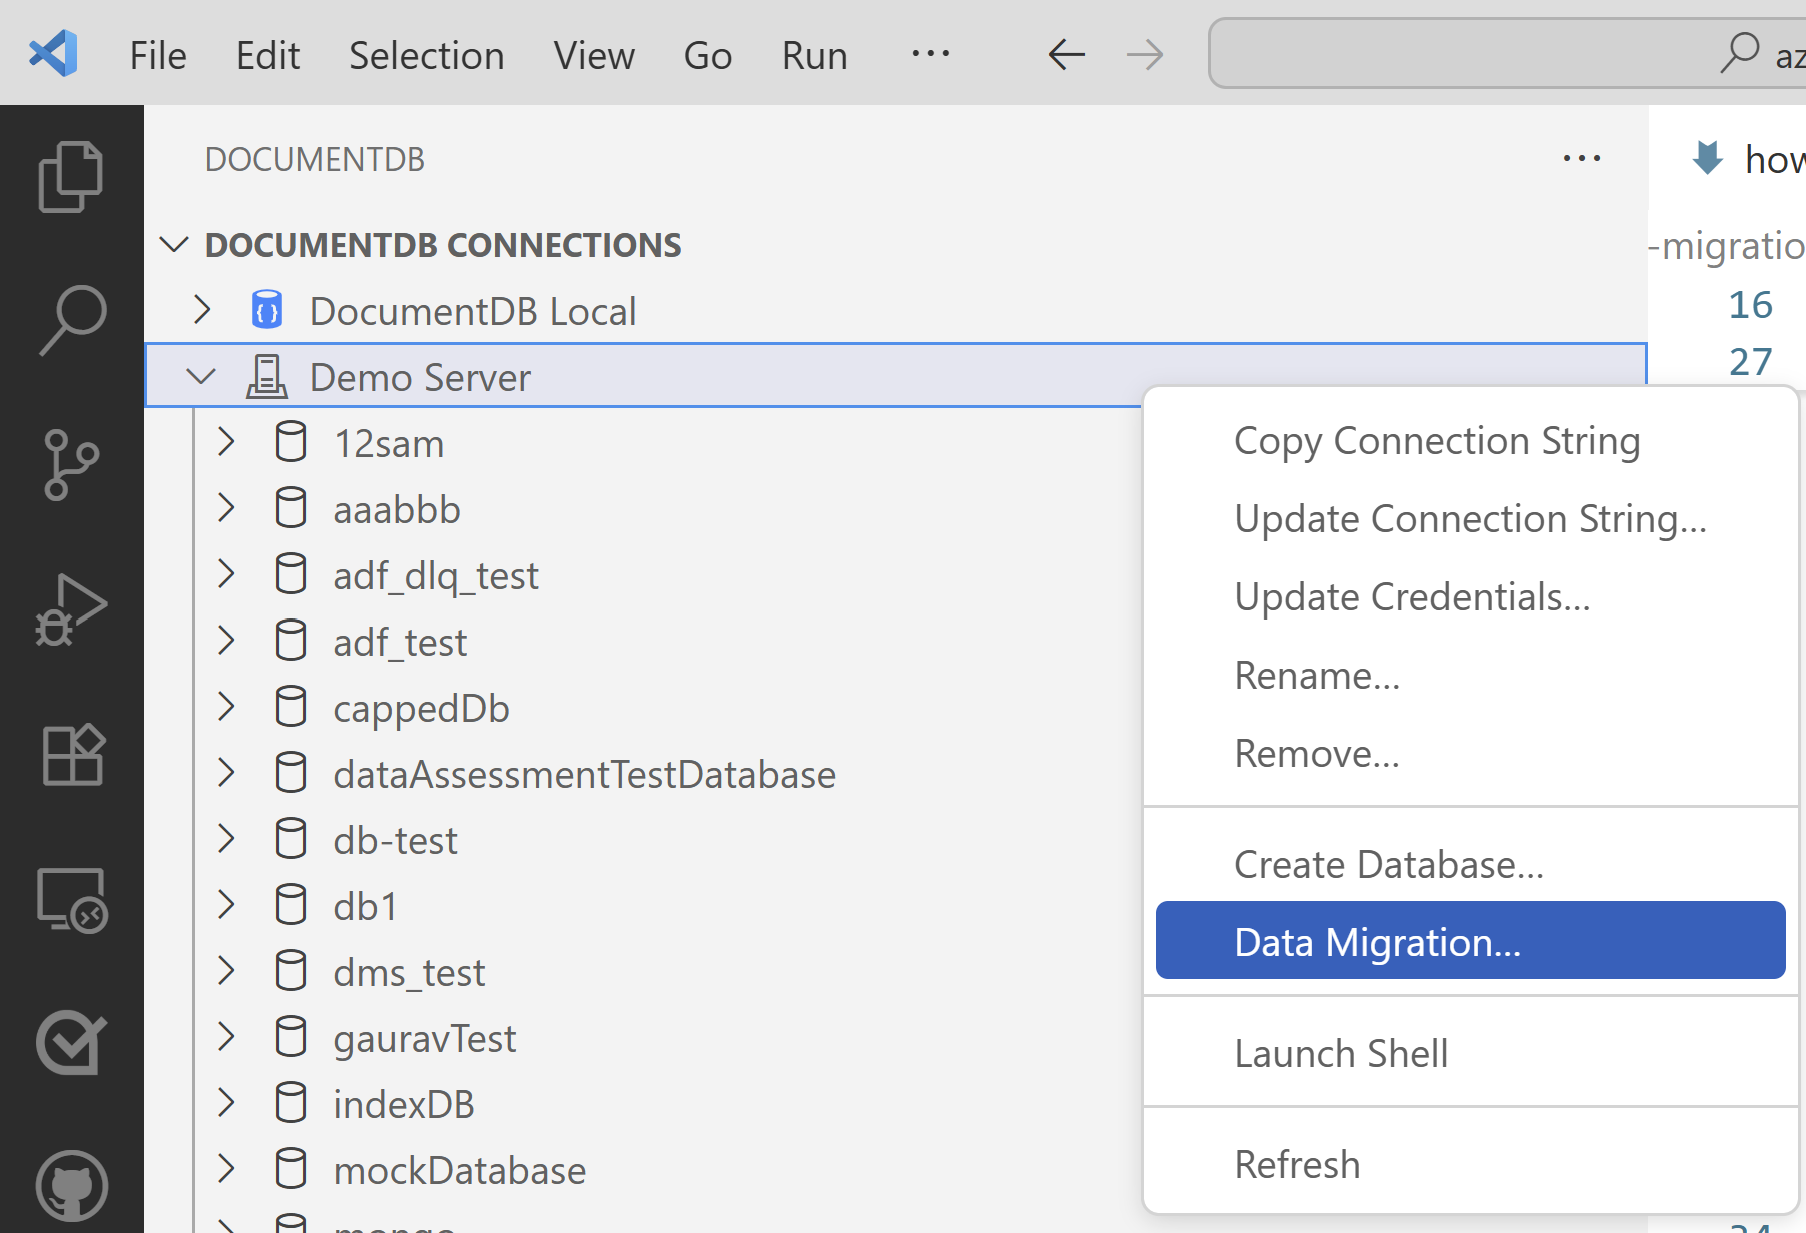 File Edit Selection View Go Run ···
DOCUMENTDB ···
DOCUMENTDB CONNECTIONS
DocumentDB Local
Demo Server
12sam
aaabbb
adf_dlq_test
adf_test
cappedDb
dataAssessmentTestDatabase
db-test
db1
dms_test
gauravTest
indexDB
mockDatabase
Copy Connection String
Update Connection String...
Update Credentials...
Rename...
Remove...
Create Database...
Data Migration...
Launch Shell
Refresh
az
how
-migratio
16
27